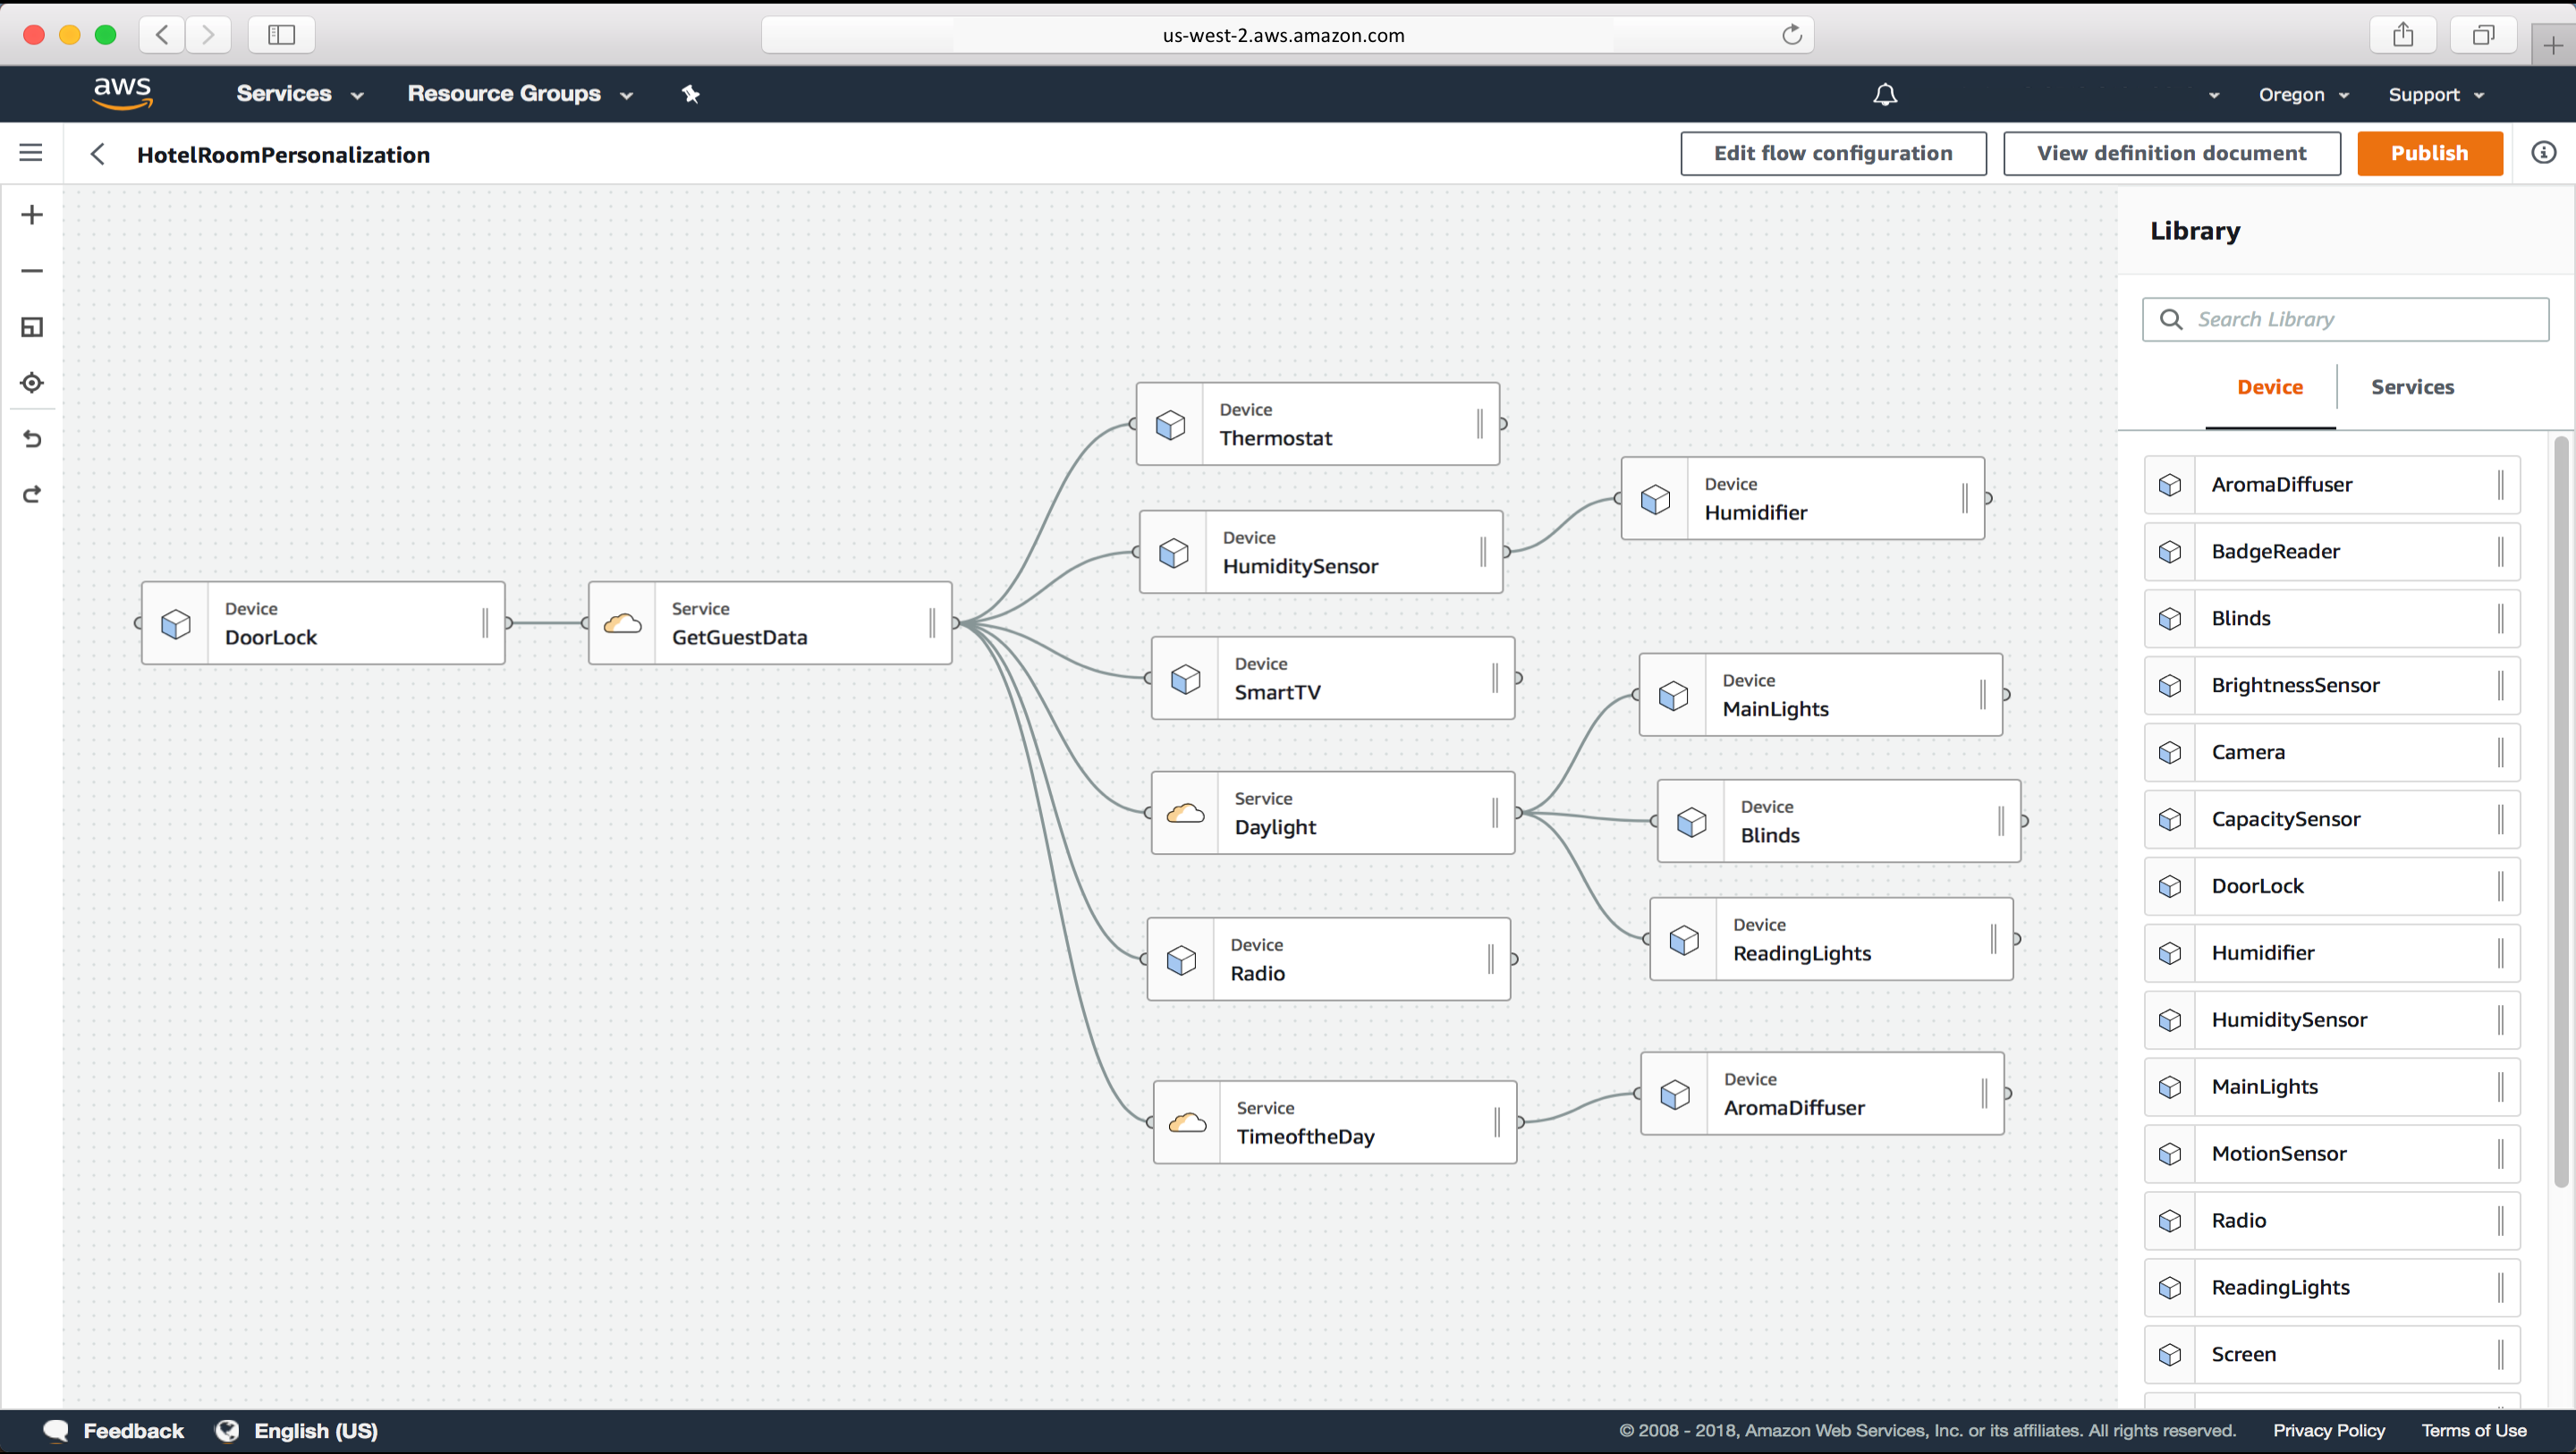 us-west-2.aws.amazon.com
aws Services Resource Groups Oregon Support
HotelRoomPersonalization Edit flow configuration View definition document Publish
Library
Search Library
Device Services
Device
Thermostat
Device
HumiditySensor
Device
Humidifier
Device
DoorLock
Service
GetGuestData
Device
SmartTV
Device
MainLights
Service
Daylight
Device
Blinds
Device
ReadingLights
Device
Radio
Service
TimeoftheDay
Device
AromaDiffuser
AromaDiffuser
BadgeReader
Blinds
BrightnessSensor
Camera
CapacitySensor
DoorLock
Humidifier
HumiditySensor
MainLights
MotionSensor
Radio
ReadingLights
Screen
Feedback English (US) © 2008 - 2018, Amazon Web Services, Inc. or its affiliates. All rights reserved. Privacy Policy Terms of Use